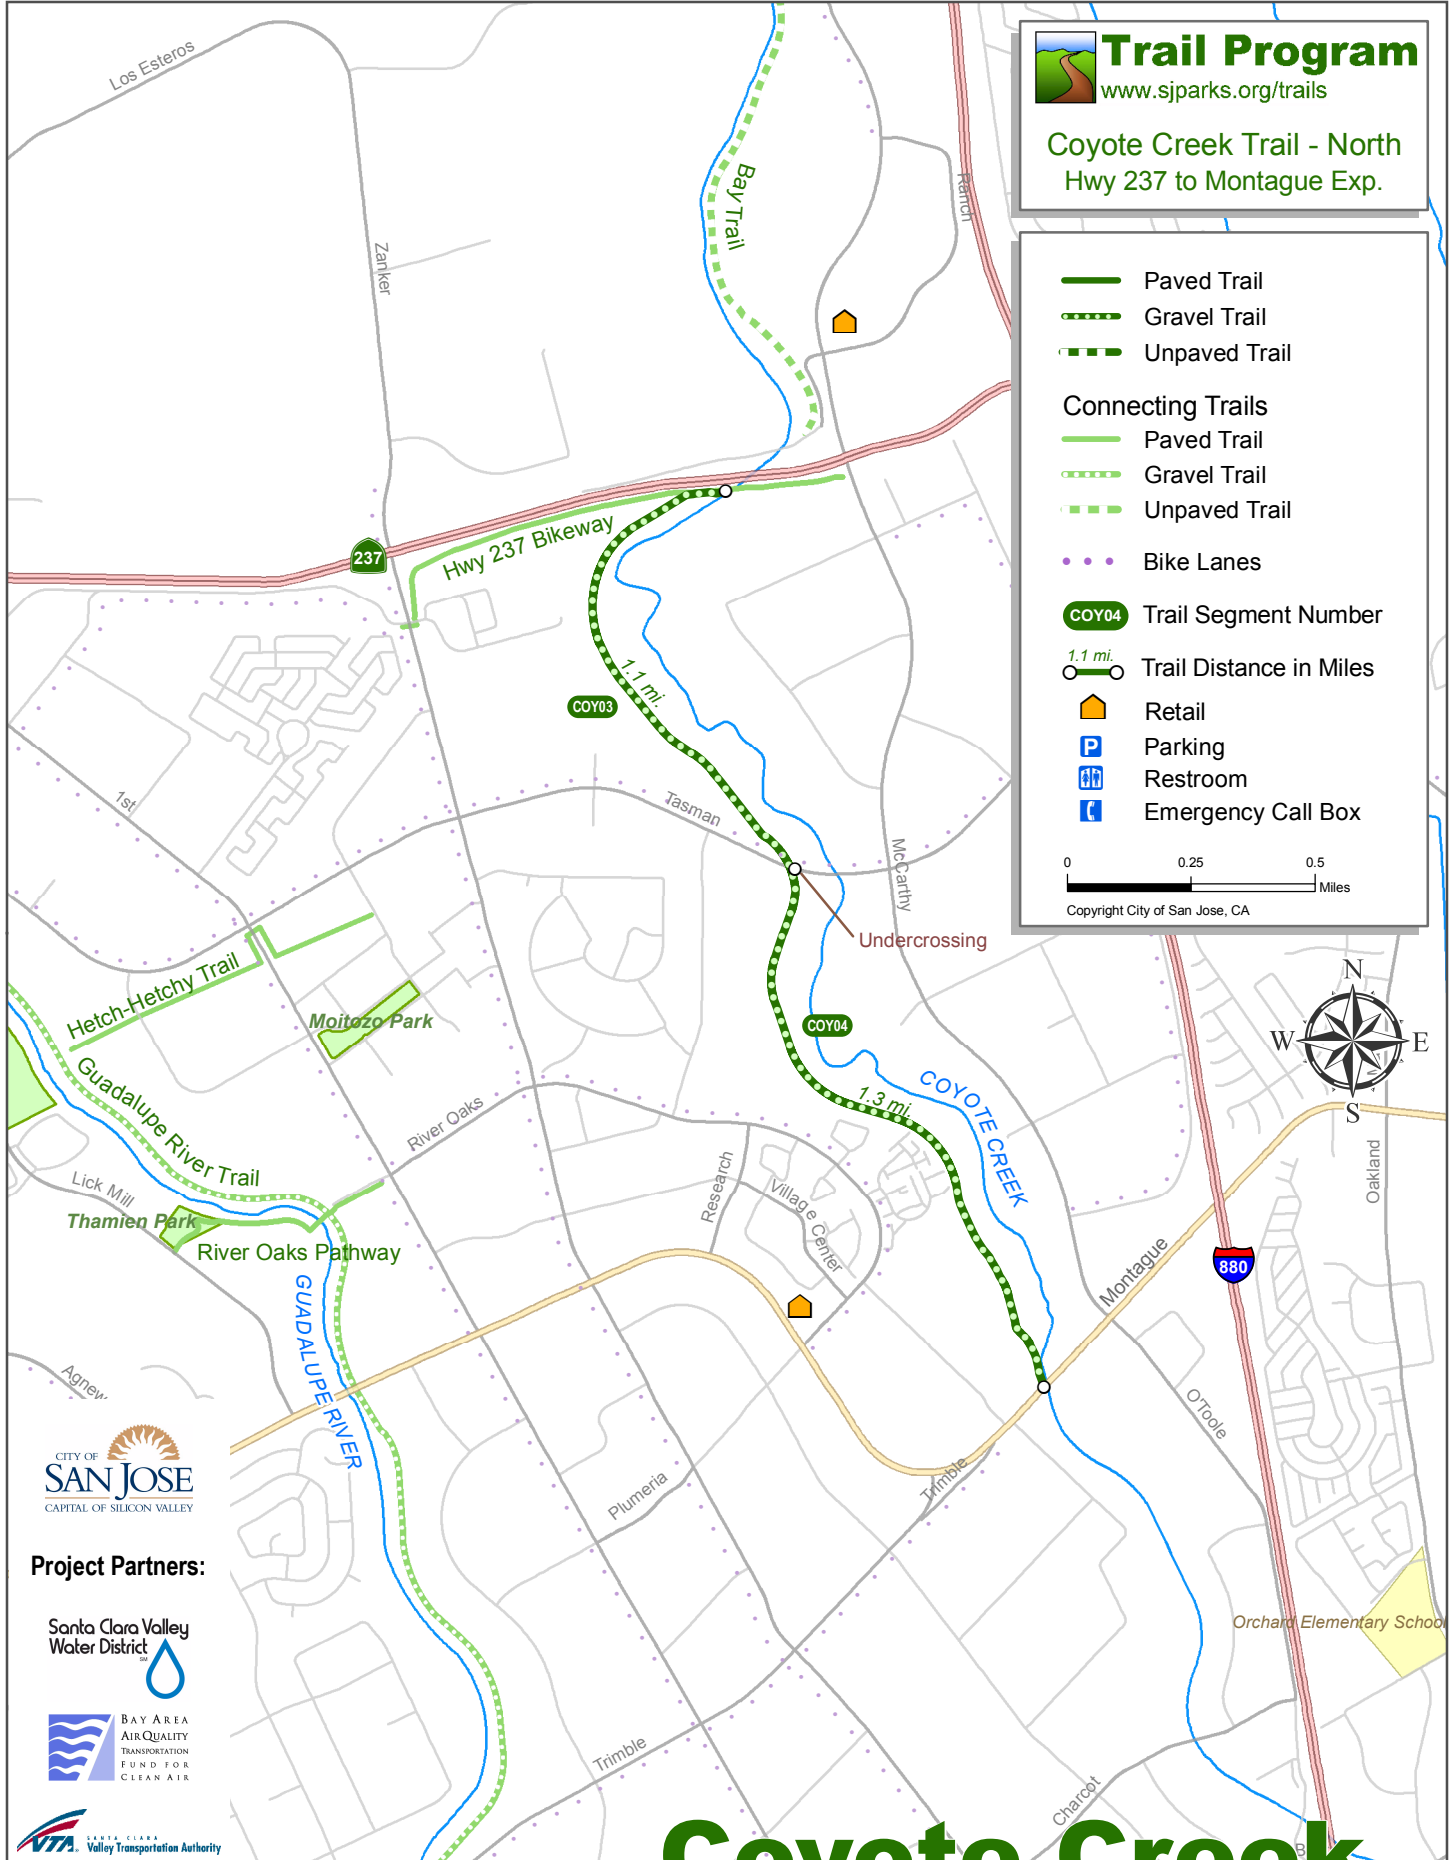 Trail Program
www.sjparks.org/trails
Coyote Creek Trail - North
Hwy 237 to Montague Exp.
Paved Trail
Gravel Trail
Unpaved Trail
Connecting Trails
Paved Trail
Gravel Trail
Unpaved Trail
Bike Lanes
COY04 Trail Segment Number
1.1 mi.
Trail Distance in Miles
Retail
P Parking
Restroom
Emergency Call Box
0 0.25 0.5
Miles
Copyright City of San Jose, CA
N
W E
S
Los Esteros
Zanker
Bay Trail
Ranch
237
Hwy 237 Bikeway
1.1 mi.
COY03
1st
Tasman
McCarthy
Undercrossing
Hetch-Hetchy Trail
Moitozo Park
COY04
Guadalupe River Trail
River Oaks
1.3 mi.
COYOTE CREEK
Lick Mill
Thamien Park
River Oaks Pathway
Research
Village Center
Oakland
Montague
880
GUADALUPE RIVER
Agnew
O'Toole
Trimble
Plumeria
Orchard Elementary School
Trimble
Charcot
B
CITY OF
SAN JOSE
CAPITAL OF SILICON VALLEY
Project Partners:
Santa Clara Valley
Water District
SM
BAY AREA
AIR QUALITY
TRANSPORTATION
FUND FOR
CLEAN AIR
VTA
SANTA CLARA
Valley Transportation Authority
Coyote Creek